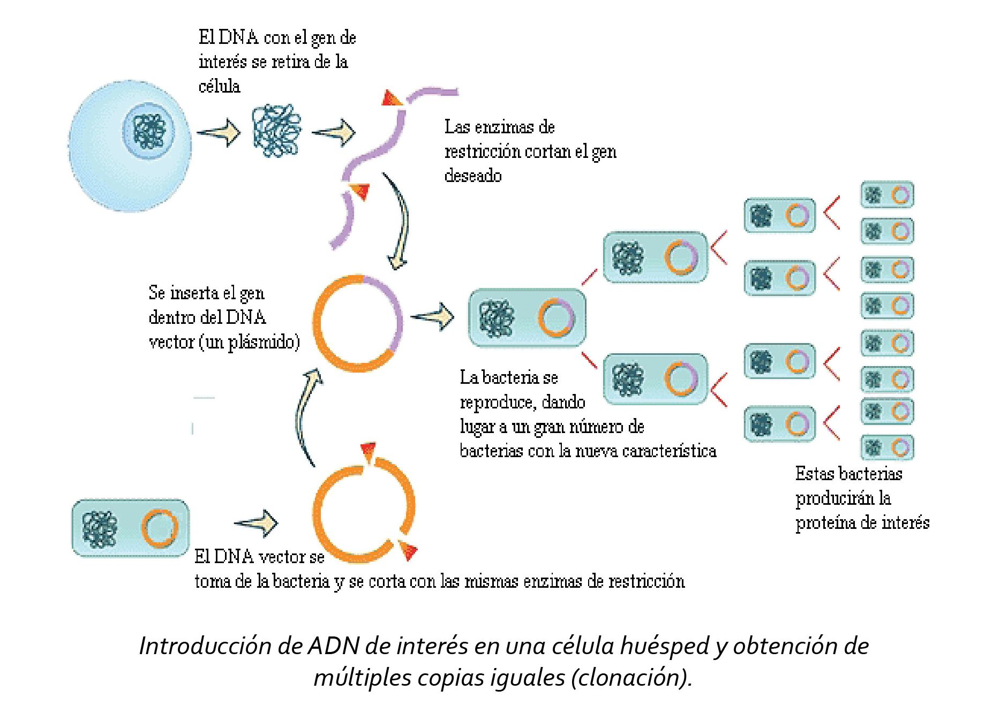 El DNA con el gen de
interés se retira de la
célula
Las enzimas de
restricción cortan el gen
deseado
Se inserta el gen
dentro del DNA
vector (un plásmido)
La bacteria se
reproduce, dando
lugar a un gran número de
bacterias con la nueva característica
Estas bacterias
producirán la
proteína de interés
El DNA vector se
toma de la bacteria y se corta con las mismas enzimas de restricción
Introducción de ADN de interés en una célula huésped y obtención de
múltiples copias iguales (clonación).